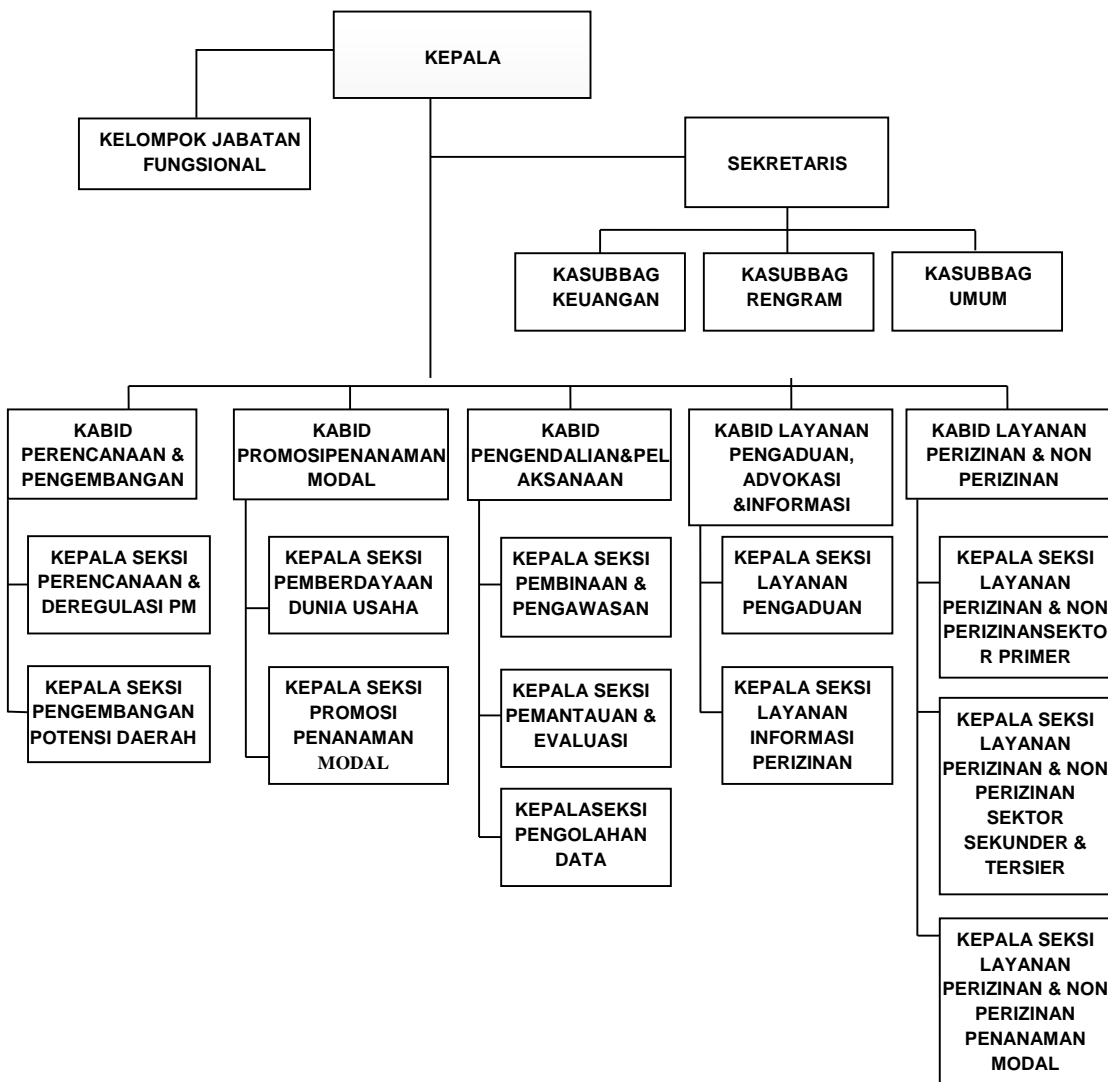 KEPALA
KELOMPOK JABATAN
FUNGSIONAL
SEKRETARIS
KASUBBAG
KEUANGAN
KASUBBAG
RENGRAM
KASUBBAG
UMUM
KABID
PERENCANAAN &
PENGEMBANGAN
KABID
PROMOSIPENANAMAN
MODAL
KABID
PENGENDALIAN&PEL
AKSANAAN
KABID LAYANAN
PENGADUAN,
ADVOKASI
&INFORMASI
KABID LAYANAN
PERIZINAN & NON
PERIZINAN
KEPALA SEKSI
PERENCANAAN &
DEREGULASI PM
KEPALA SEKSI
PEMBERDAYAAN
DUNIA USAHA
KEPALA SEKSI
PEMBINAAN &
PENGAWASAN
KEPALA SEKSI
LAYANAN
PENGADUAN
KEPALA SEKSI
LAYANAN
PERIZINAN & NON
PERIZINANSEKTO
R PRIMER
KEPALA SEKSI
PENGEMBANGAN
POTENSI DAERAH
KEPALA SEKSI
PROMOSI
PENANAMAN
MODAL
KEPALA SEKSI
PEMANTAUAN &
EVALUASI
KEPALA SEKSI
LAYANAN
INFORMASI
PERIZINAN
KEPALA SEKSI
LAYANAN
PERIZINAN & NON
PERIZINAN
SEKTOR
SEKUNDER &
TERSIER
KEPALASEKSI
PENGOLAHAN
DATA
KEPALA SEKSI
LAYANAN
PERIZINAN & NON
PERIZINAN
PENANAMAN
MODAL